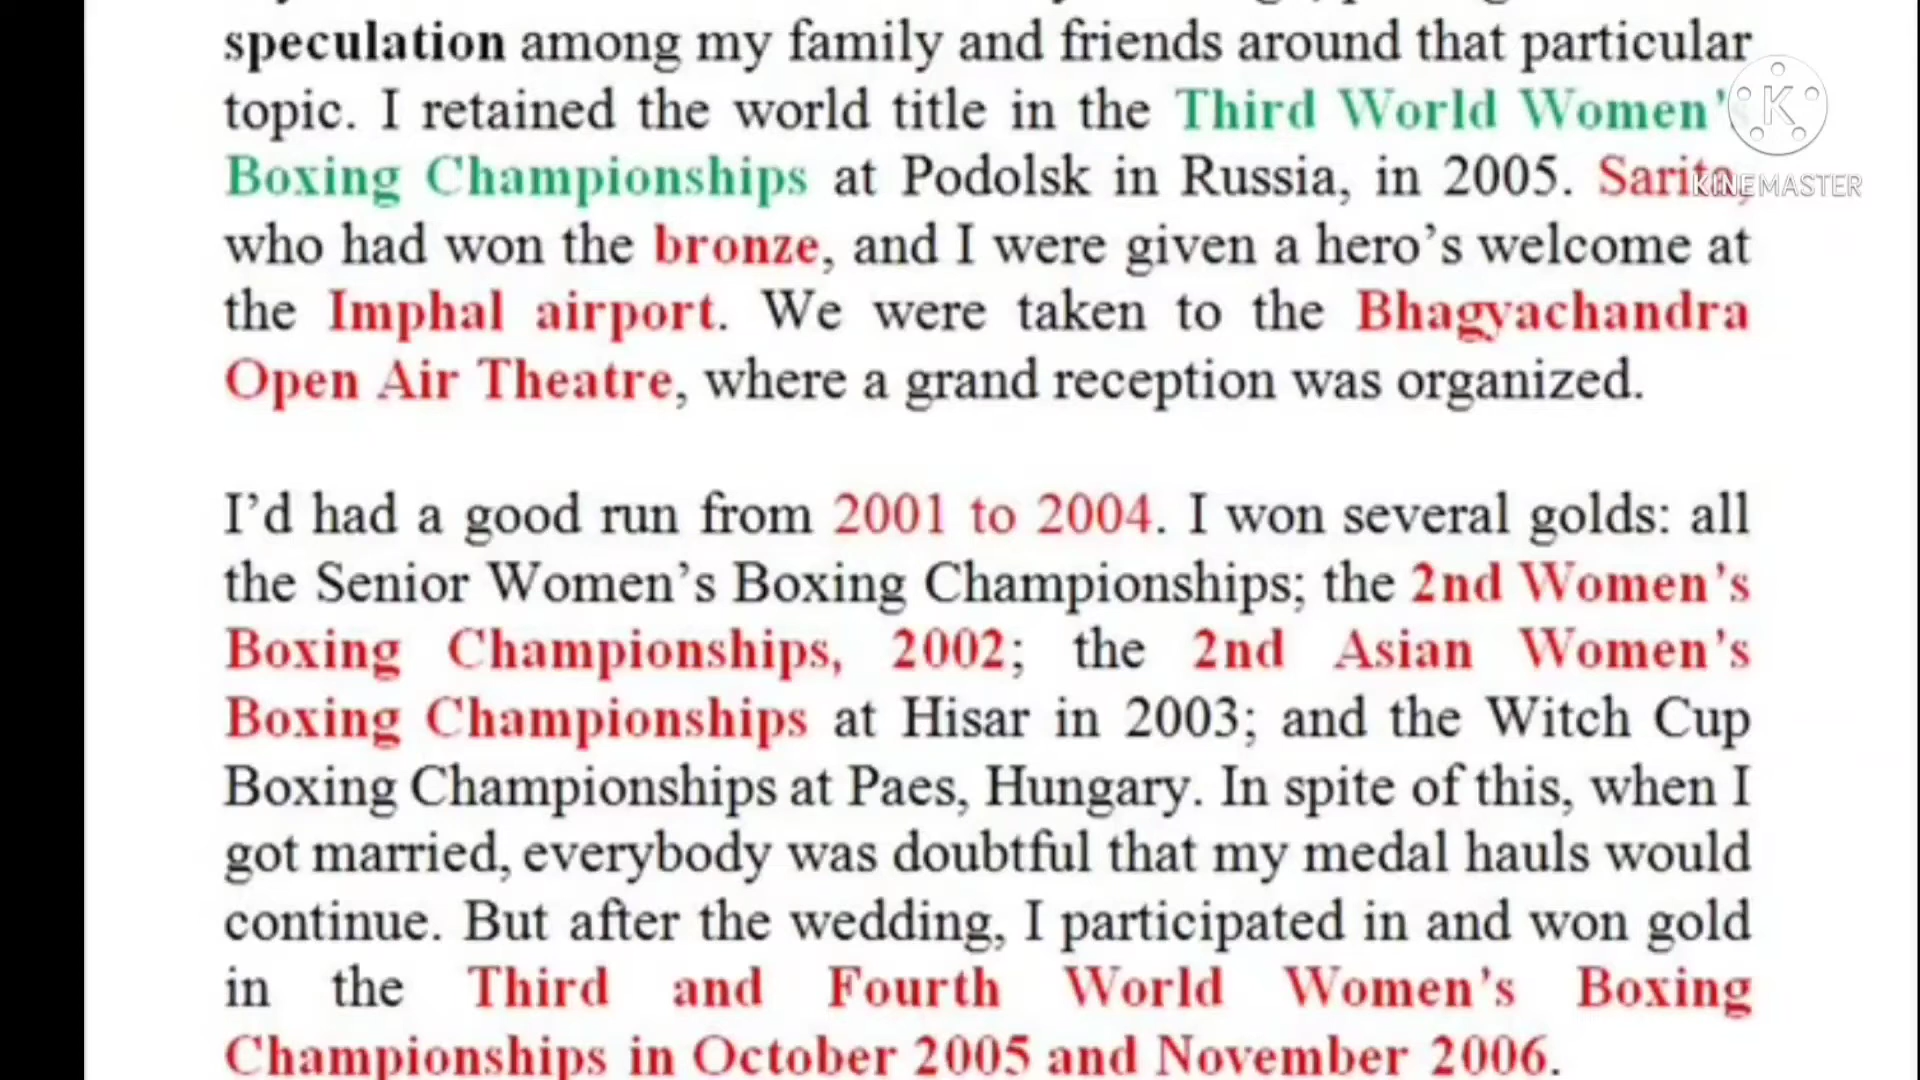 speculation among my family and friends around that particular
topic. I retained the world title in the Third World Women's
Boxing Championships at Podolsk in Russia, in 2005. Sarita,
who had won the bronze, and I were given a hero’s welcome at
the Imphal airport. We were taken to the Bhagyachandra
Open Air Theatre, where a grand reception was organized.
I’d had a good run from 2001 to 2004. I won several golds: all
the Senior Women’s Boxing Championships; the 2nd Women’s
Boxing Championships, 2002; the 2nd Asian Women’s
Boxing Championships at Hisar in 2003; and the Witch Cup
Boxing Championships at Paes, Hungary. In spite of this, when I
got married, everybody was doubtful that my medal hauls would
continue. But after the wedding, I participated in and won gold
in the Third and Fourth World Women’s Boxing
Championships in October 2005 and November 2006.
K
KINEMASTER